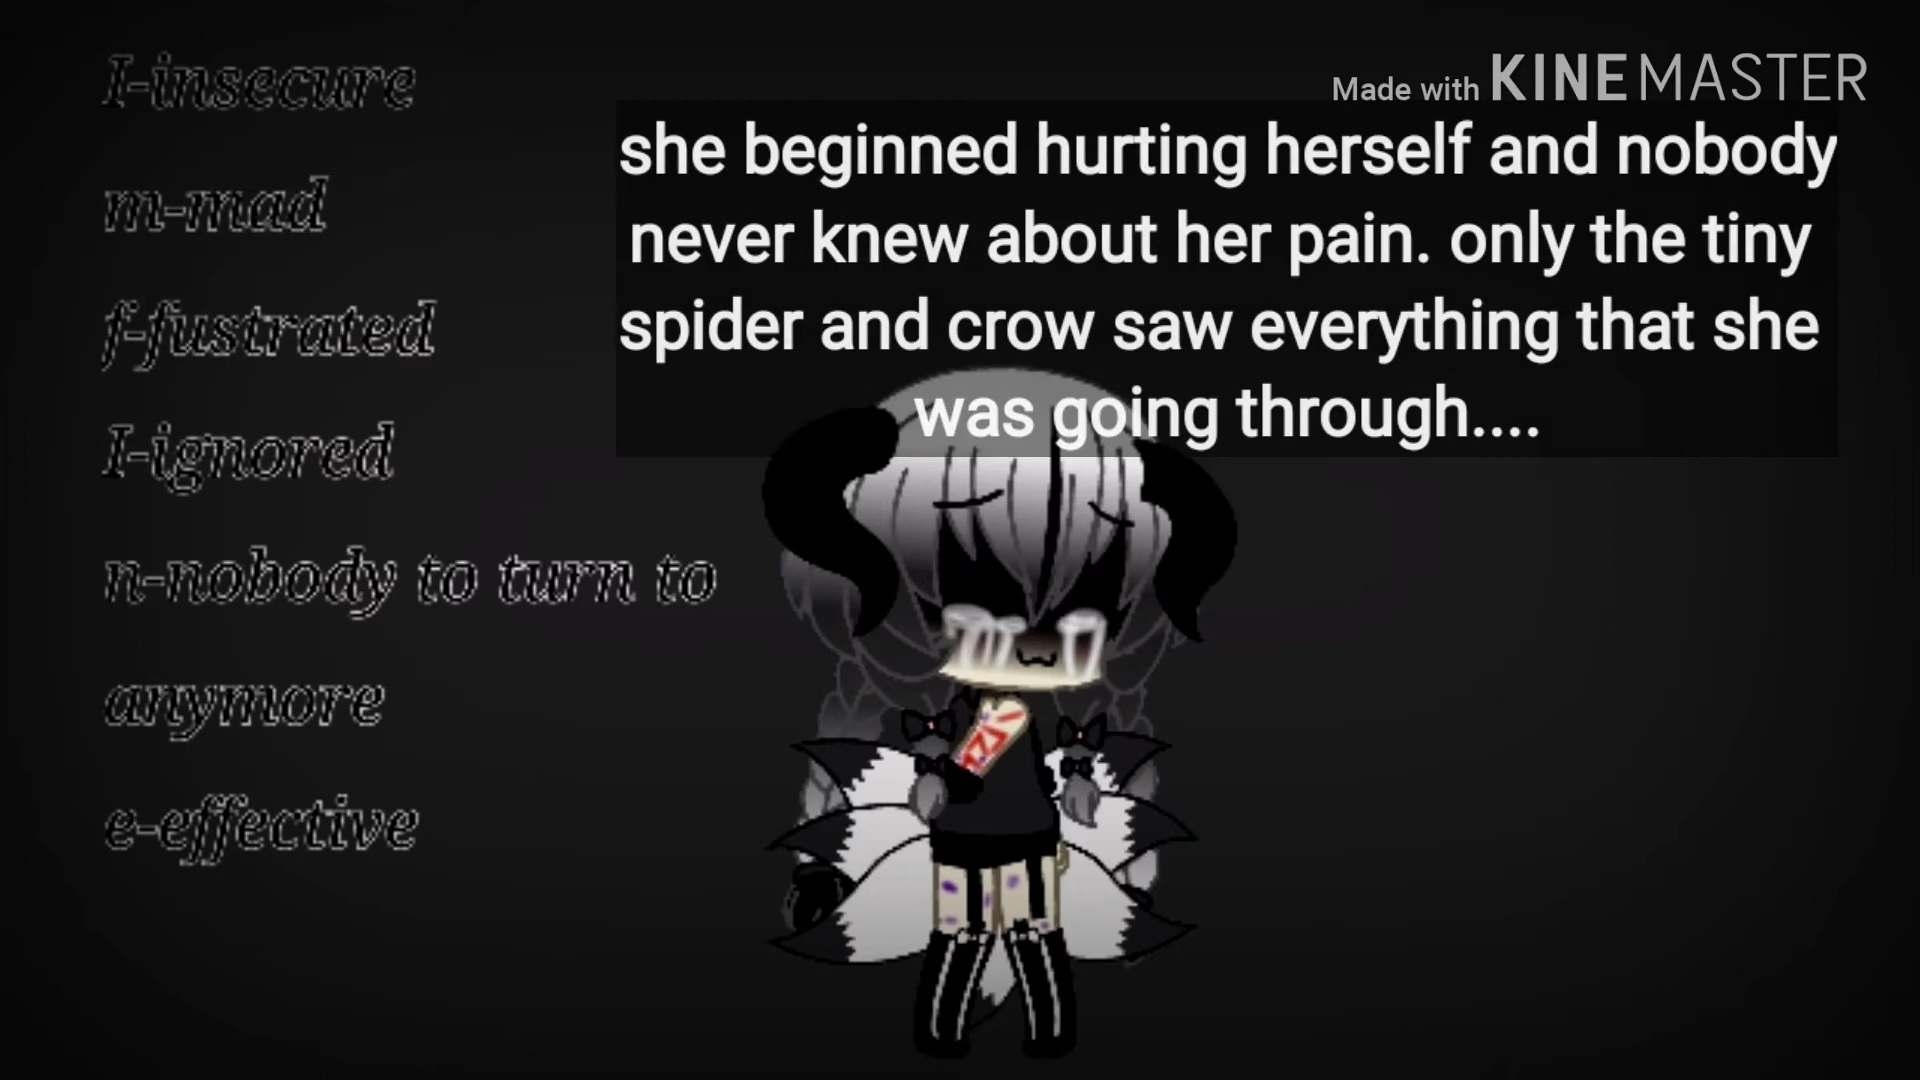 I-insecure
m-mad
f-fustrated
I-ignored
n-nobody to turn to
anymore
e-effective
Made with KINEMASTER
she beginned hurting herself and nobody
never knew about her pain. only the tiny
spider and crow saw everything that she
was going through....